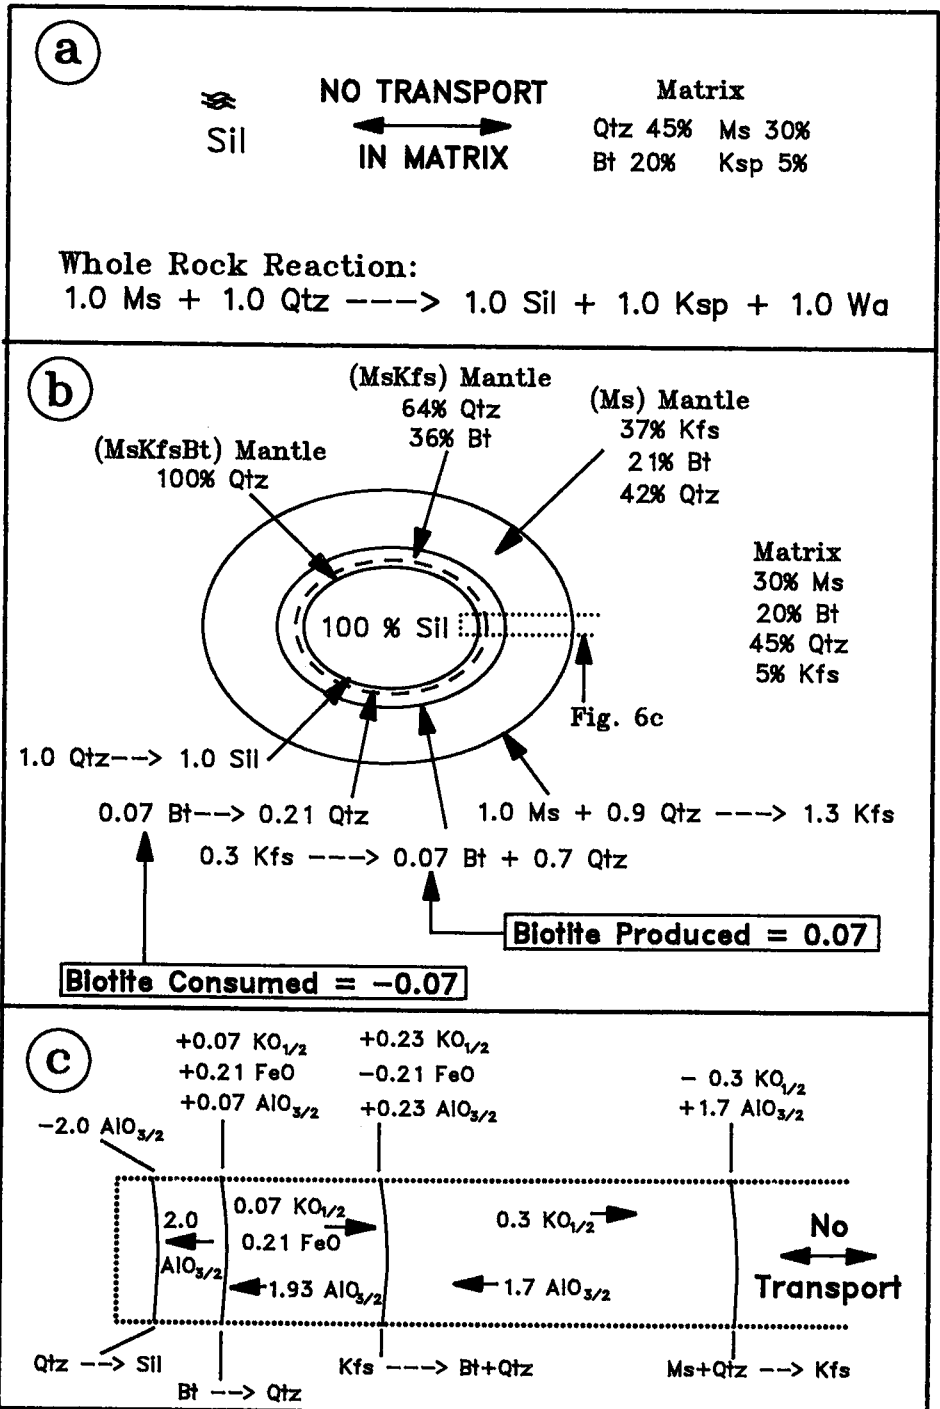 a
NO TRANSPORT
IN MATRIX
Sil
Matrix
Qtz 45% Ms 30%
Bt 20% Ksp 5%
Whole Rock Reaction:
1.0 Ms + 1.0 Qtz ---> 1.0 Sil + 1.0 Ksp + 1.0 Wa
b
(MsKfs) Mantle
64% Qtz
36% Bt
(Ms) Mantle
37% Kfs
21% Bt
42% Qtz
(MsKfsBt) Mantle
100% Qtz
Matrix
30% Ms
20% Bt
45% Qtz
5% Kfs
100 % Sil
Fig. 6c
1.0 Qtz--> 1.0 Sil
0.07 Bt--> 0.21 Qtz
1.0 Ms + 0.9 Qtz ---> 1.3 Kfs
0.3 Kfs ---> 0.07 Bt + 0.7 Qtz
Biotite Produced = 0.07
Biotite Consumed = -0.07
c
-2.0 AlO3/2
+0.07 KO1/2
+0.21 FeO
+0.07 AlO3/2
+0.23 KO1/2
-0.21 FeO
+0.23 AlO3/2
- 0.3 KO1/2
+1.7 AlO3/2
2.0
AlO3/2
0.07 KO1/2
0.21 FeO
1.93 AlO3/2
0.3 KO1/2
1.7 AlO3/2
No
Transport
Qtz --> Sil
Bt --> Qtz
Kfs ---> Bt+Qtz
Ms+Qtz --> Kfs